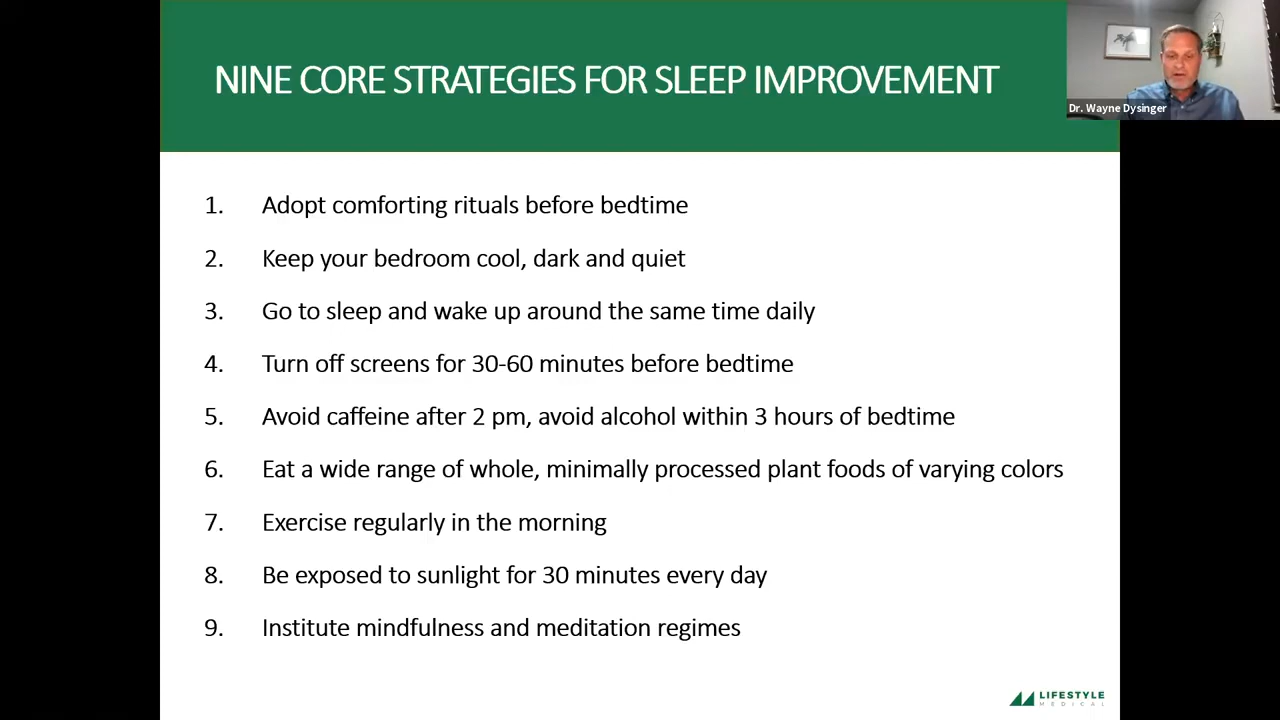 NINE CORE STRATEGIES FOR SLEEP IMPROVEMENT
Dr. Wayne Dysinger
1. Adopt comforting rituals before bedtime
2. Keep your bedroom cool, dark and quiet
3. Go to sleep and wake up around the same time daily
4. Turn off screens for 30-60 minutes before bedtime
5. Avoid caffeine after 2 pm, avoid alcohol within 3 hours of bedtime
6. Eat a wide range of whole, minimally processed plant foods of varying colors
7. Exercise regularly in the morning
8. Be exposed to sunlight for 30 minutes every day
9. Institute mindfulness and meditation regimes
LIFESTYLE
MEDICAL